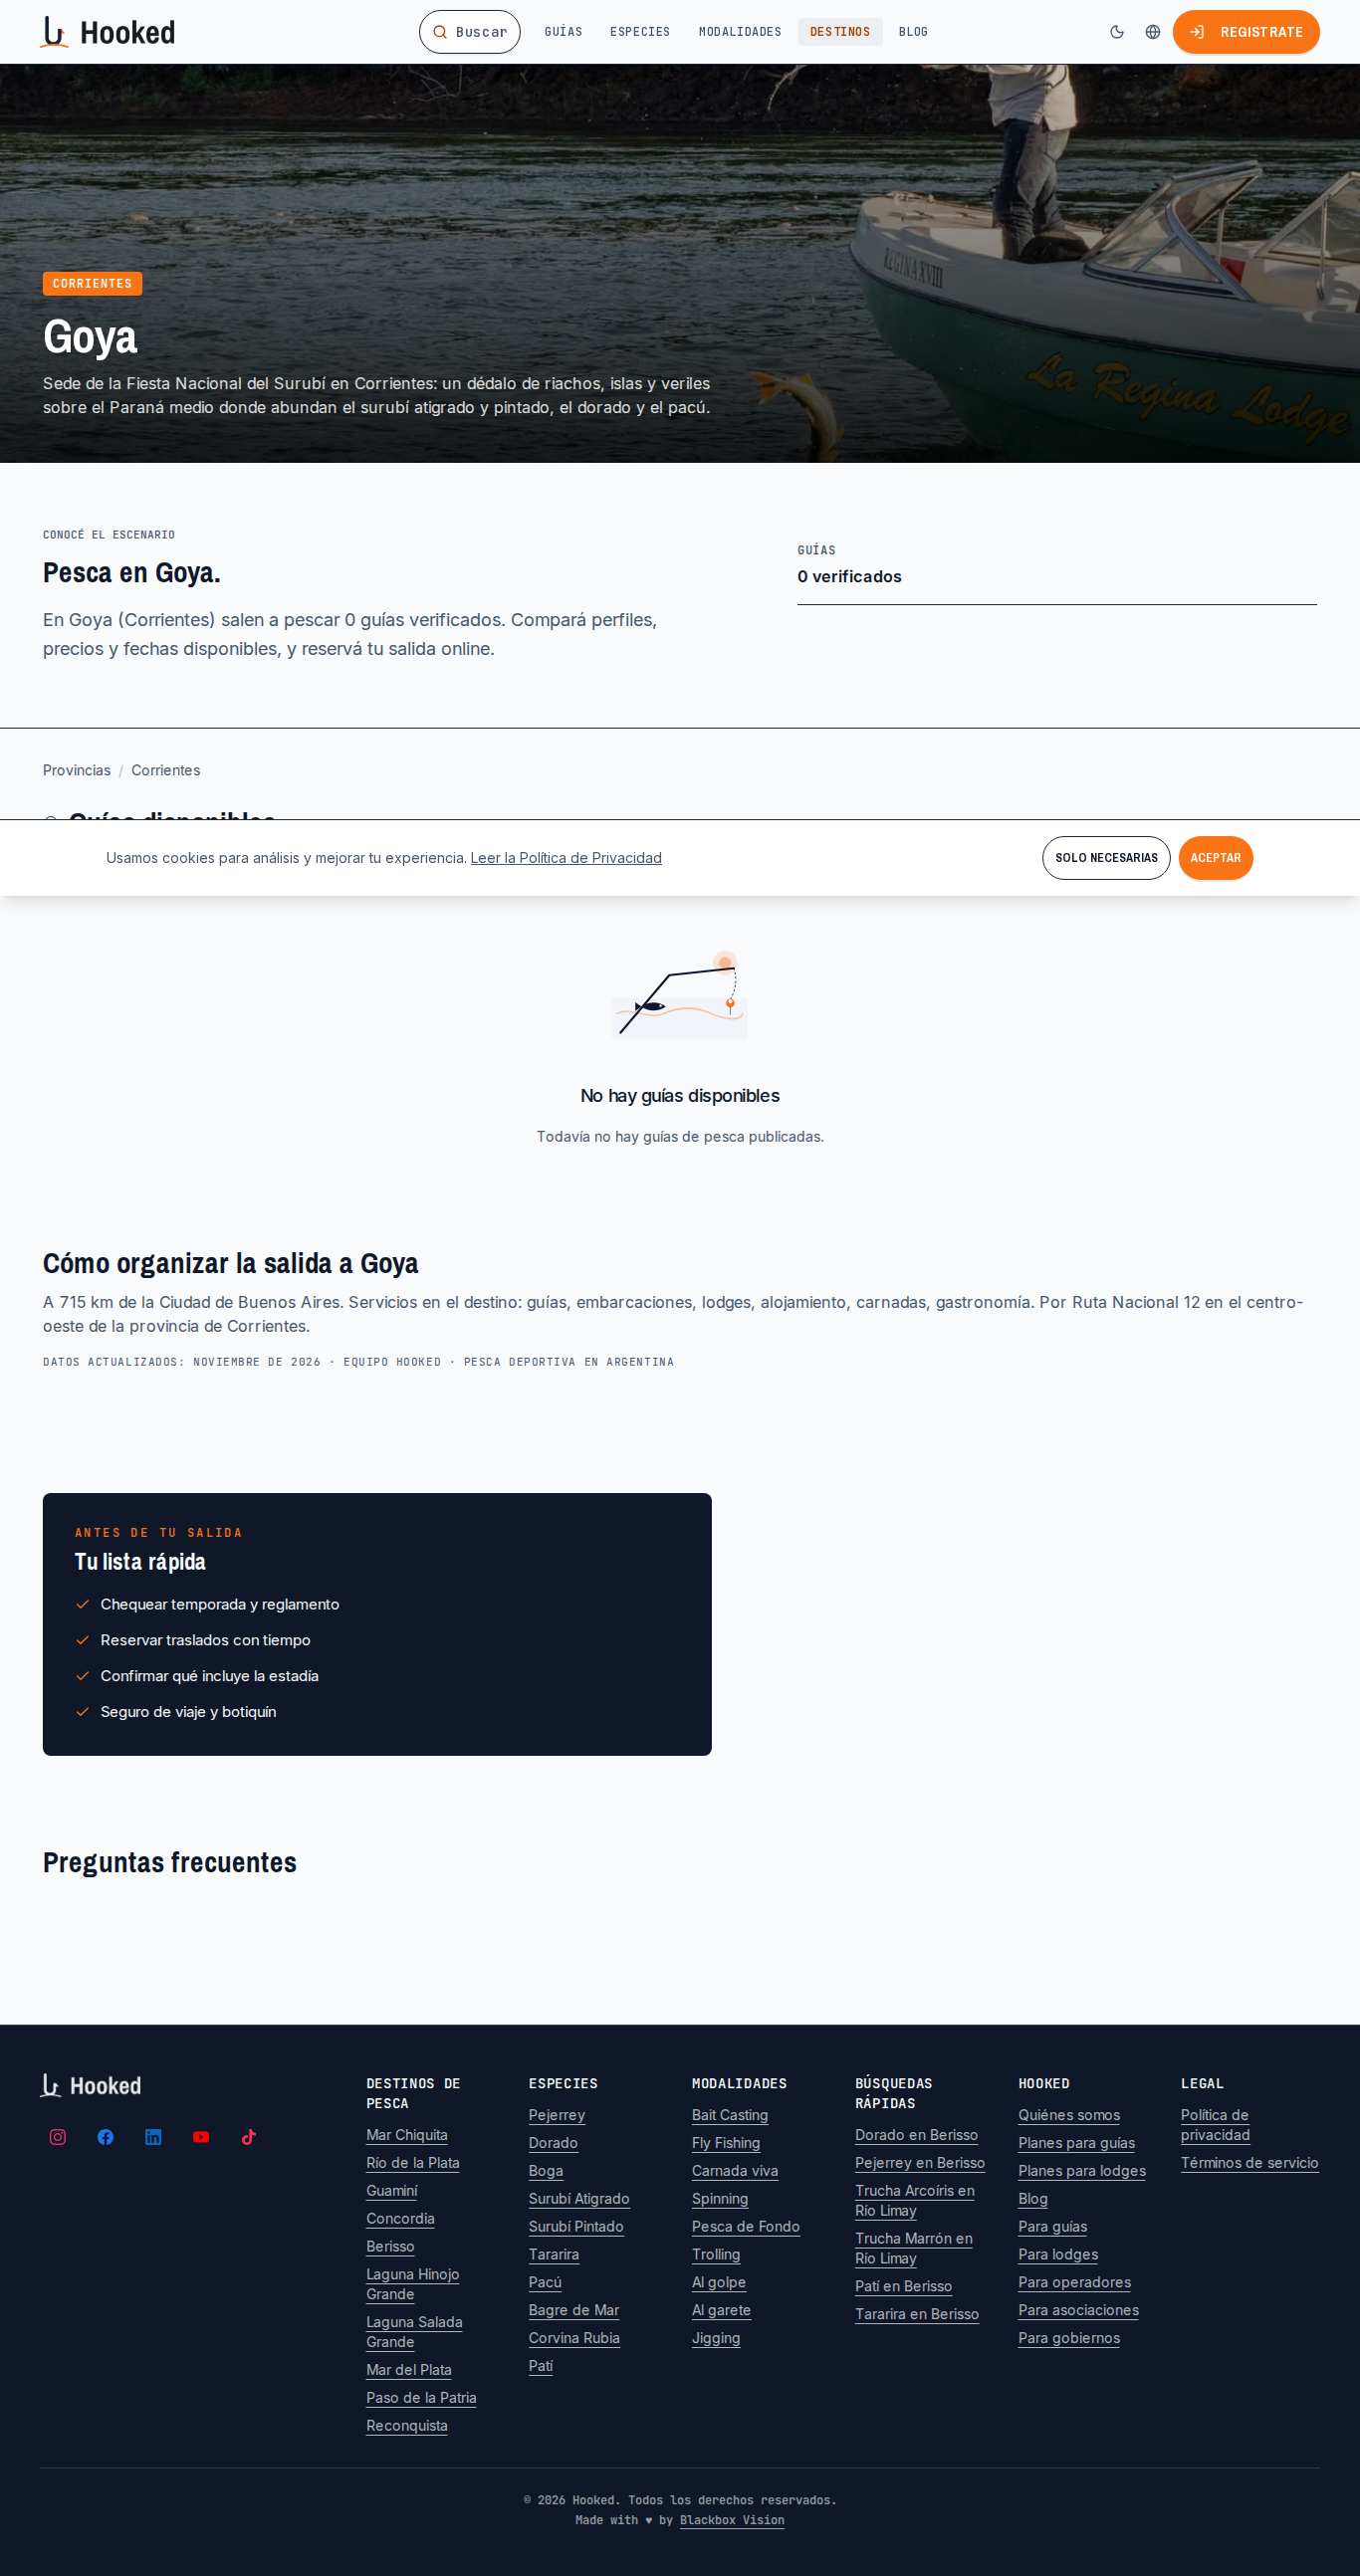 Hooked
Buscar
GUÍAS
ESPECIES
MODALIDADES
DESTINOS
BLOG
REGISTRATE
REGINA XVIII
La Regina Lodge
CORRIENTES
Goya
Sede de la Fiesta Nacional del Surubí en Corrientes: un dédalo de riachos, islas y veriles
sobre el Paraná medio donde abundan el surubí atigrado y pintado, el dorado y el pacú.
CONOCÉ EL ESCENARIO
Pesca en Goya.
En Goya (Corrientes) salen a pescar 0 guías verificados. Compará perfiles,
precios y fechas disponibles, y reservá tu salida online.
GUÍAS
0 verificados
Provincias / Corrientes
Guías disponibles
Usamos cookies para análisis y mejorar tu experiencia. Leer la Política de Privacidad
SOLO NECESARIAS
ACEPTAR
No hay guías disponibles
Todavía no hay guías de pesca publicadas.
Cómo organizar la salida a Goya
A 715 km de la Ciudad de Buenos Aires. Servicios en el destino: guías, embarcaciones, lodges, alojamiento, carnadas, gastronomía. Por Ruta Nacional 12 en el centro-
oeste de la provincia de Corrientes.
DATOS ACTUALIZADOS: NOVIEMBRE DE 2026 · EQUIPO HOOKED · PESCA DEPORTIVA EN ARGENTINA
ANTES DE TU SALIDA
Tu lista rápida
Chequear temporada y reglamento
Reservar traslados con tiempo
Confirmar qué incluye la estadía
Seguro de viaje y botiquín
Preguntas frecuentes
Hooked
DESTINOS DE
PESCA
Mar Chiquita
Río de la Plata
Guaminí
Concordia
Berisso
Laguna Hinojo
Grande
Laguna Salada
Grande
Mar del Plata
Paso de la Patria
Reconquista
ESPECIES
Pejerrey
Dorado
Boga
Surubí Atigrado
Surubí Pintado
Tararira
Pacú
Bagre de Mar
Corvina Rubia
Patí
MODALIDADES
Bait Casting
Fly Fishing
Carnada viva
Spinning
Pesca de Fondo
Trolling
Al golpe
Al garete
Jigging
BÚSQUEDAS
RÁPIDAS
Dorado en Berisso
Pejerrey en Berisso
Trucha Arcoíris en
Río Limay
Trucha Marrón en
Río Limay
Patí en Berisso
Tararira en Berisso
HOOKED
Quiénes somos
Planes para guías
Planes para lodges
Blog
Para guías
Para lodges
Para operadores
Para asociaciones
Para gobiernos
LEGAL
Política de
privacidad
Términos de servicio
© 2026 Hooked. Todos los derechos reservados.
Made with ♥ by Blackbox Vision